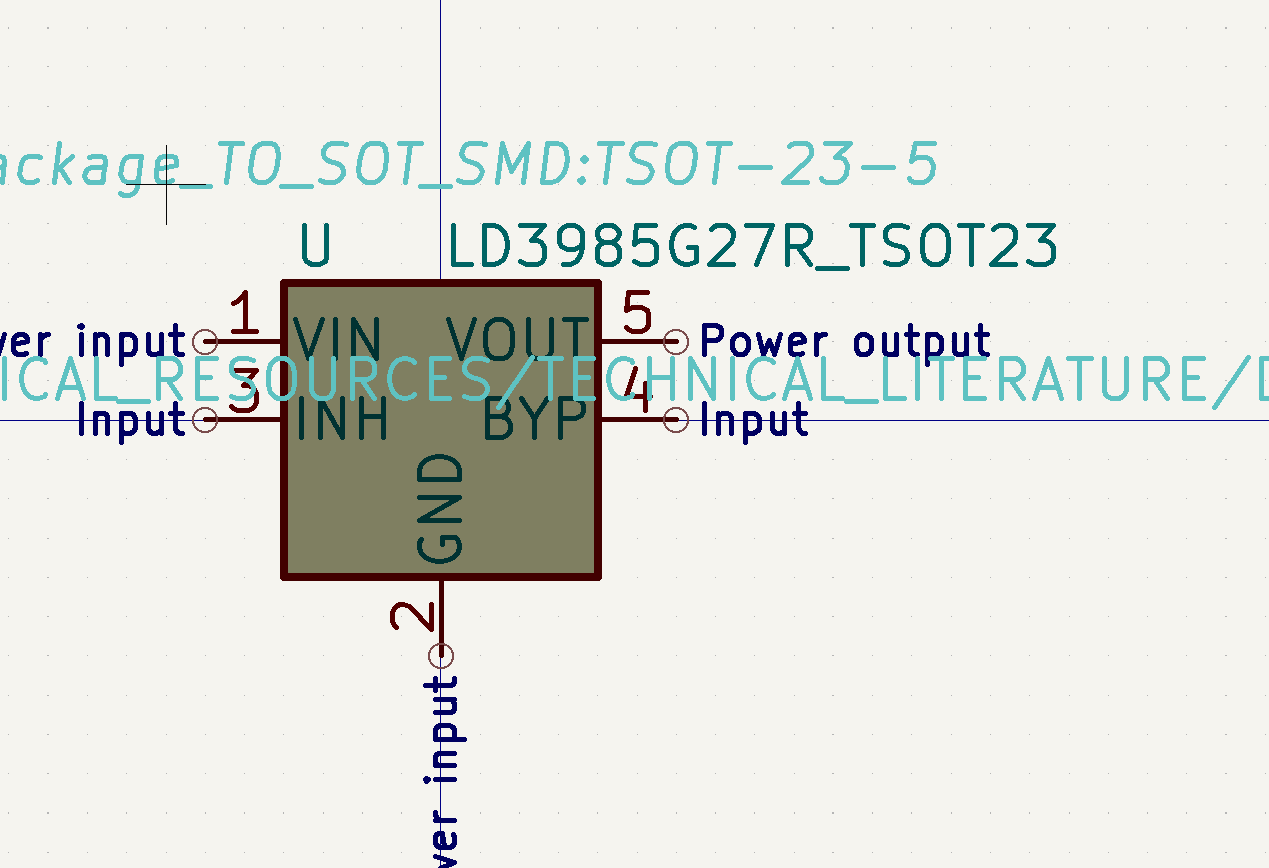 ackage_TO_SOT_SMD:TSOT-23-5
U LD3985G27R_TSOT23
1 5
ver input VIN VOUT Power output
ICAL_RESOURCES/TECHNICAL_LITERATURE/D
3 4
Input INH BYP Input
GND
2
ver input